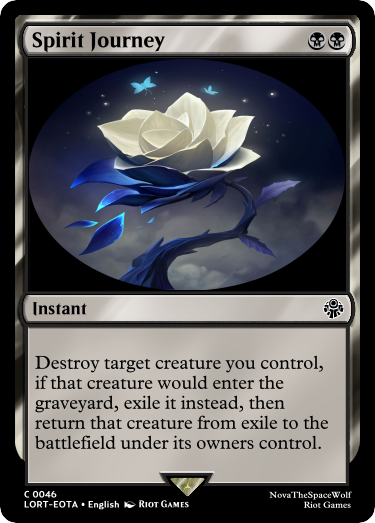 Spirit Journey
Instant
Destroy target creature you control,
if that creature would enter the
graveyard, exile it instead, then
return that creature from exile to the
battlefield under its owners control.
C 0046
LORT-EOTA • English RIOT GAMES
NovaTheSpaceWolf
Riot Games